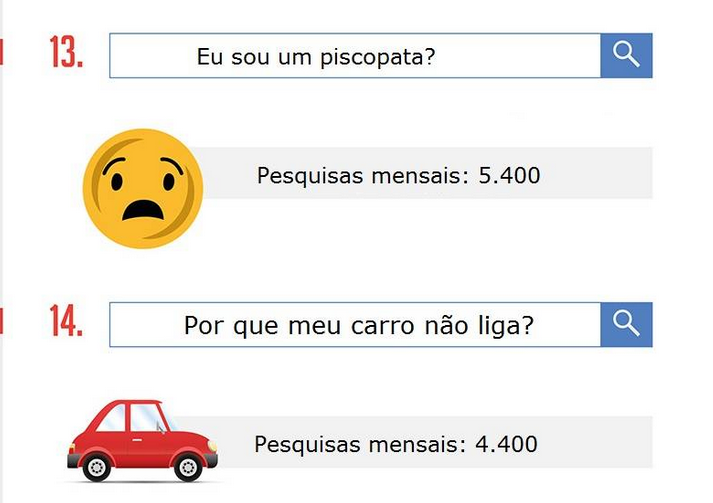 13.
Eu sou um piscopata?
Pesquisas mensais: 5.400
14.
Por que meu carro não liga?
Pesquisas mensais: 4.400